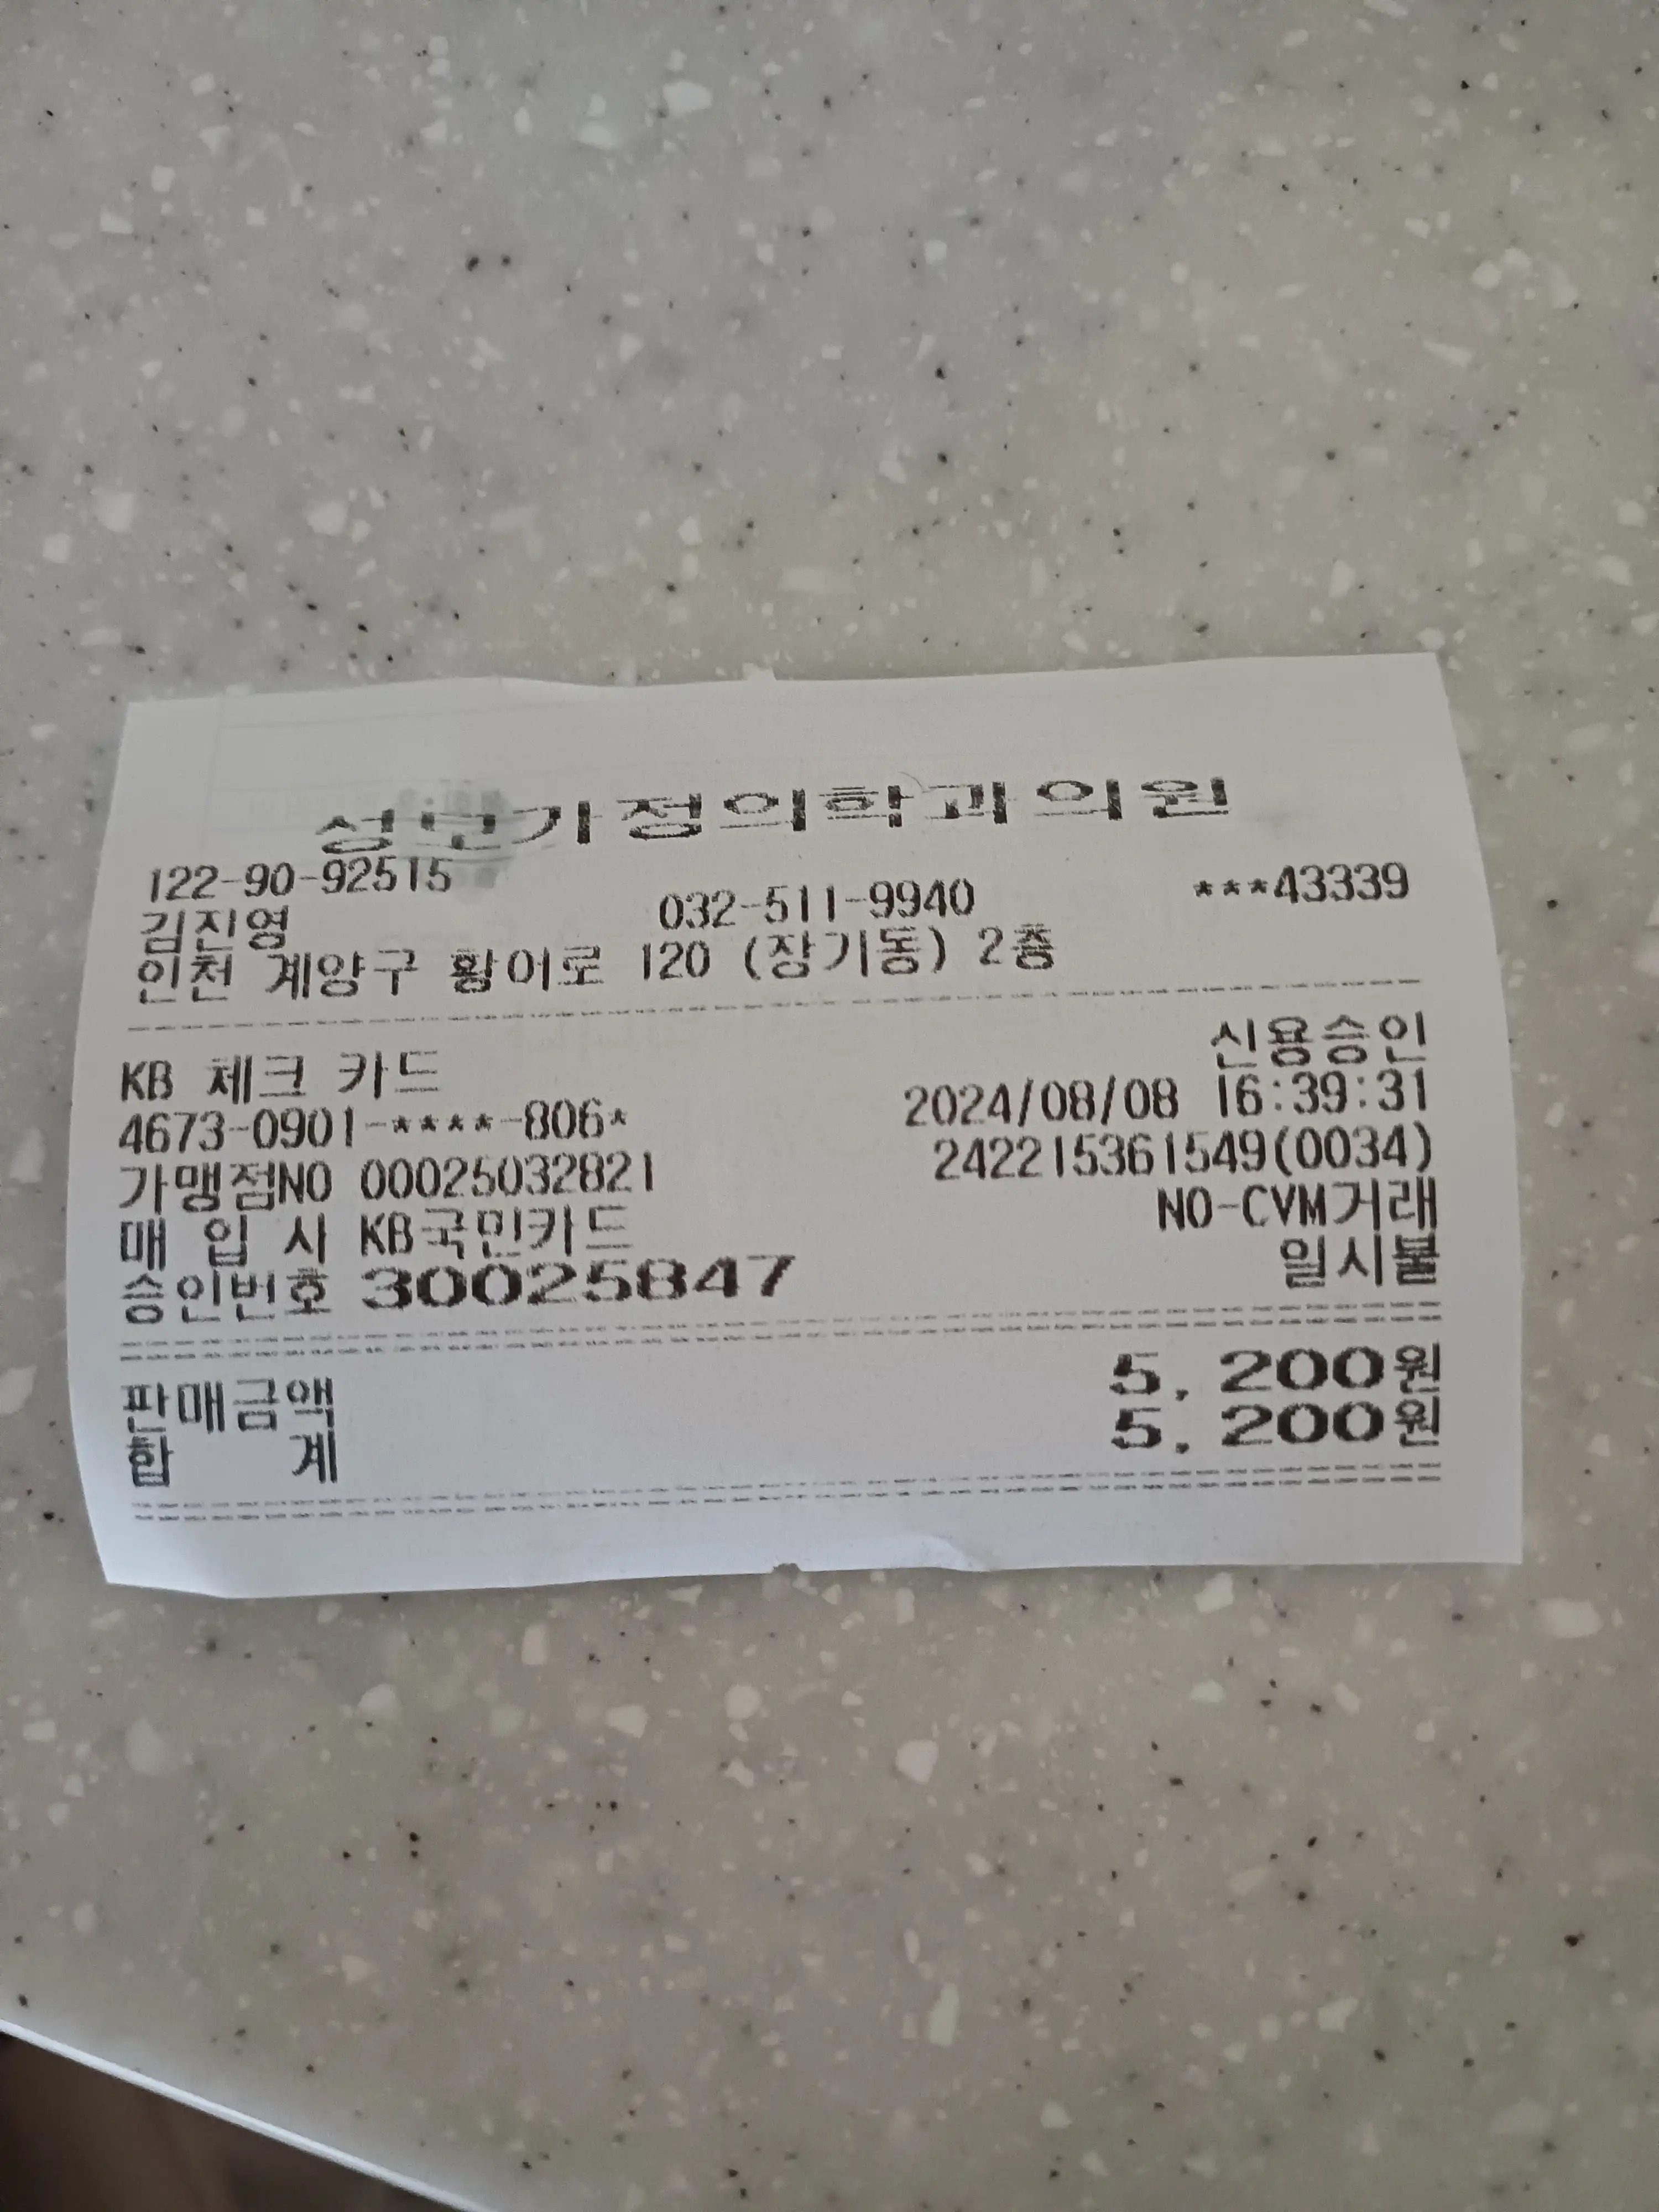 가정의학과의원
122-90-92515
김진영 032-511-9940 ***43339
인천 계양구 황어로 120 (장기동) 2층
KB 체크 카드 신용승인
4673-0901-****-806* 2024/08/08 16:39:31
가맹점NO 00025032821 242215361549(0034)
매 입 사 KB국민카드 NO-CVM거래
승인번호 30025847 일시불
판매금액 5,200원
합 계 5,200원